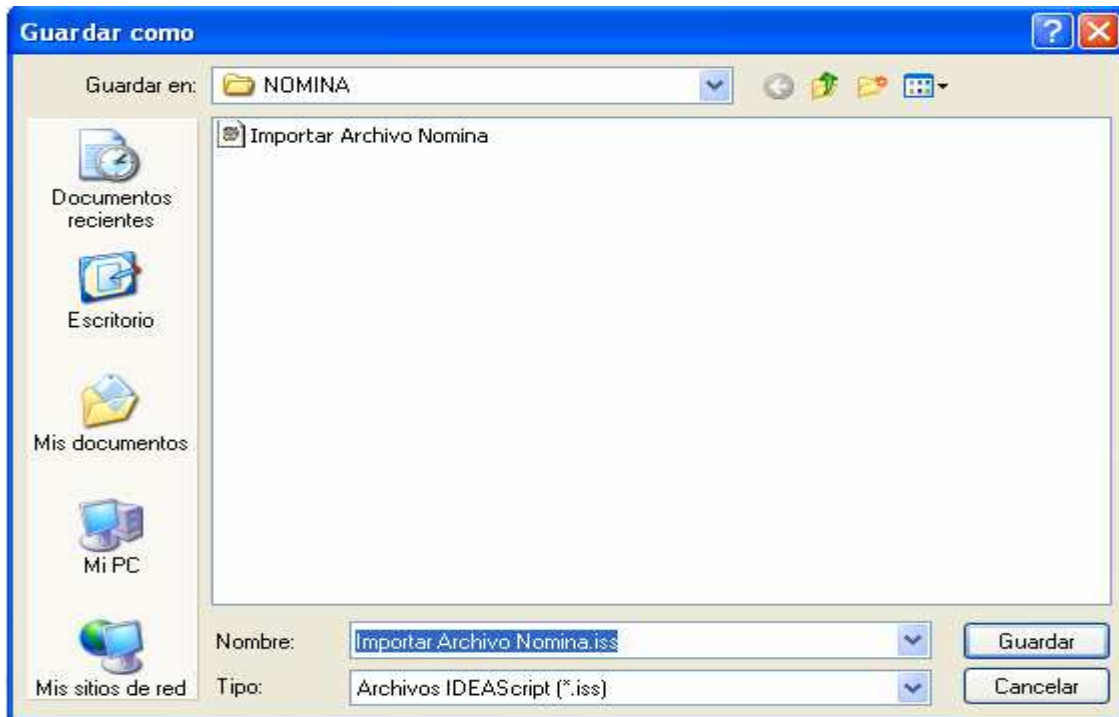 Guardar como
Guardar en: NOMINA
Importar Archivo Nomina
Documentos
recientes
Escritorio
Mis documentos
Mi PC
Mis sitios de red
Nombre: Importar Archivo Nomina.iss Guardar
Tipo: Archivos IDEAScript (*.iss) Cancelar